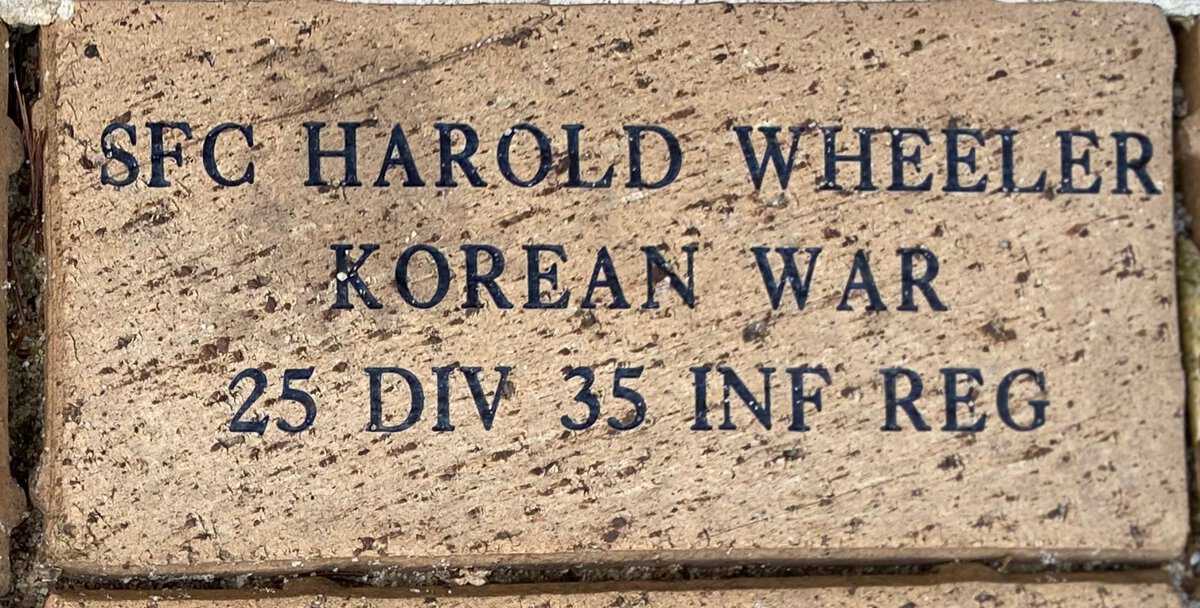 SFC HAROLD WHEELER
KOREAN WAR
25 DIV 35 INF REG